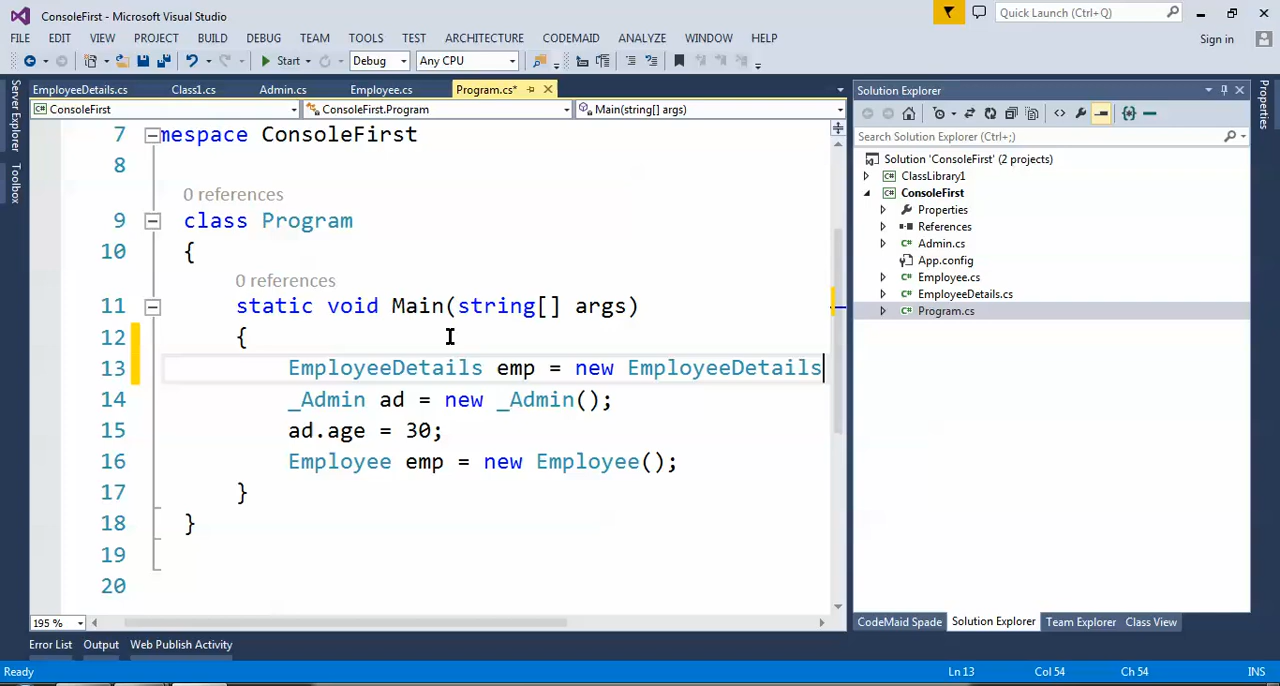 ConsoleFirst - Microsoft Visual Studio
Quick Launch (Ctrl+Q)
FILE EDIT VIEW PROJECT BUILD DEBUG TEAM TOOLS TEST ARCHITECTURE CODEMAID ANALYZE WINDOW HELP Sign in
Start Debug Any CPU
Server Explorer
Toolbox
EmployeeDetails.cs Class1.cs Admin.cs Employee.cs Program.cs*
ConsoleFirst ConsoleFirst.Program Main(string[] args)
7 mespace ConsoleFirst
8
0 references
9 class Program
10 {
0 references
11 static void Main(string[] args)
12 {
13 EmployeeDetails emp = new EmployeeDetails
14 _Admin ad = new _Admin();
15 ad.age = 30;
16 Employee emp = new Employee();
17 }
18 }
19
20
195 %
Solution Explorer
Search Solution Explorer (Ctrl+;)
Solution 'ConsoleFirst' (2 projects)
C# ClassLibrary1
C# ConsoleFirst
Properties
References
C# Admin.cs
App.config
C# Employee.cs
C# EmployeeDetails.cs
C# Program.cs
CodeMaid Spade Solution Explorer Team Explorer Class View
Properties
Error List Output Web Publish Activity
Ready Ln 13 Col 54 Ch 54 INS